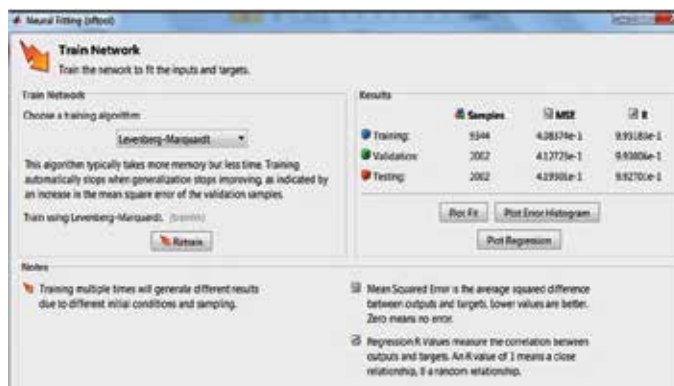 Neural Fitting (nftool)
Train Network
Train the network to fit the inputs and targets.
Train Network
Choose a training algorithm:
Levenberg-Marquardt
This algorithm typically takes more memory but less time. Training
automatically stops when generalization stops improving, as indicated by
an increase in the mean square error of the validation samples.
Train using Levenberg-Marquardt. (trainlm)
Retrain
Results
Samples MSE R
Training: 9344
Validation: 2002
Testing: 2002
Plot Fit Plot Error Histogram
Plot Regression
Notes
Training multiple times will generate different results
due to different initial conditions and sampling.
Mean Squared Error is the average squared difference
between outputs and targets. Lower values are better.
Zero means no error.
Regression R Values measure the correlation between
outputs and targets. An R value of 1 means a close
relationship, 0 a random relationship.